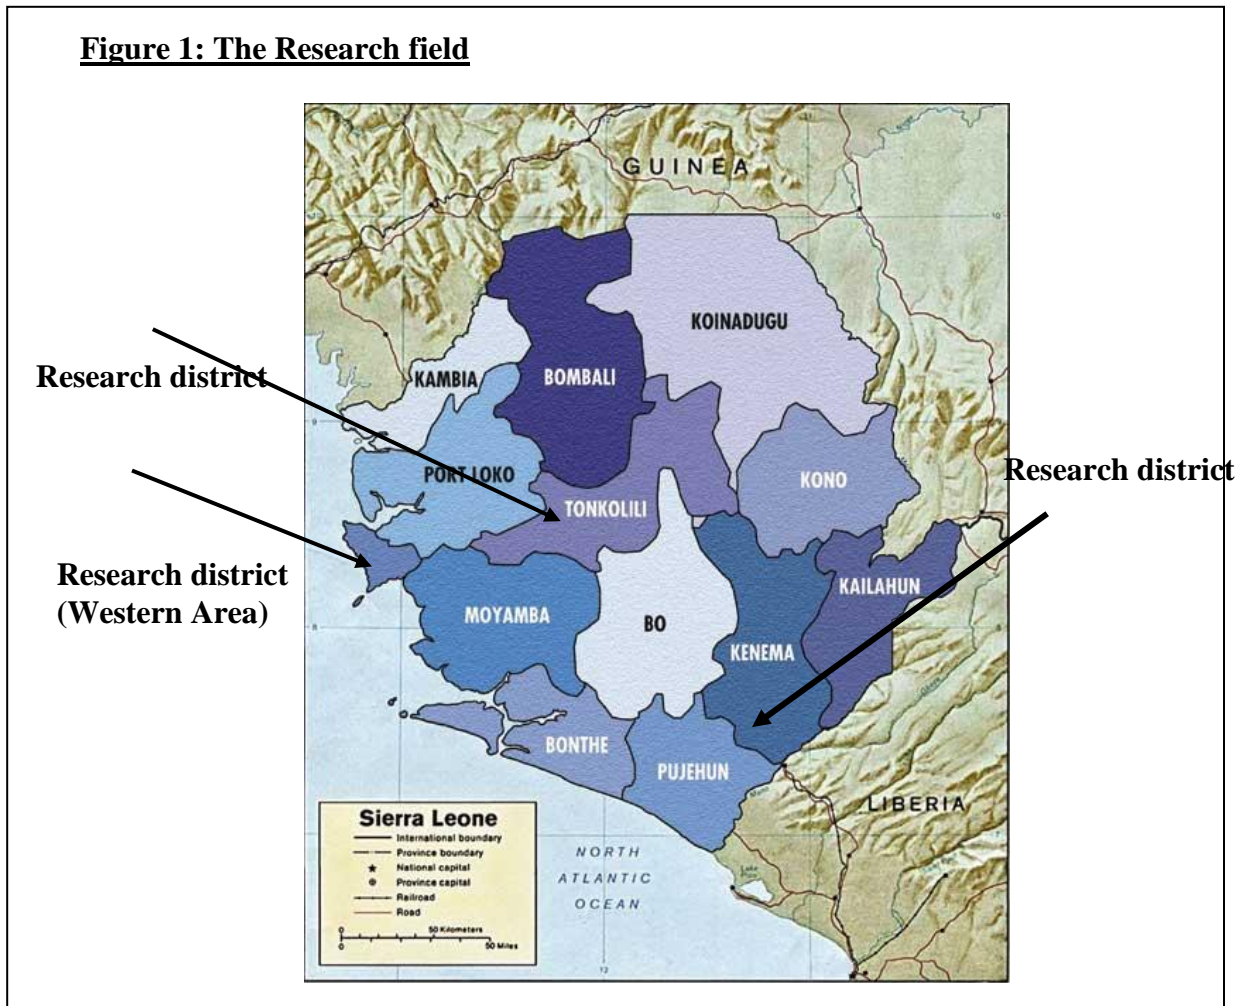 Figure 1: The Research field
GUINEA
KOINADUGU
Research district
KAMBIA
BOMBALI
PORT LOKO
KONO
Research district
TONKOLILI
Research district
(Western Area)
KAILAHUN
MOYAMBA
BO
KENEMA
BONTHE
PUJEHUN
LIBERIA
Sierra Leone
International boundary
Province boundary
National capital
Province capital
Railroad
Road
0 50 Kilometers
0 50 Miles
NORTH
ATLANTIC
OCEAN